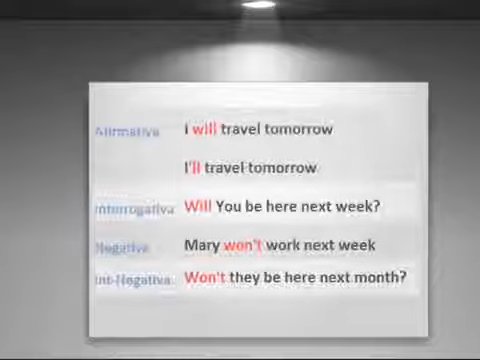 Afirmativa I will travel tomorrow
I'll travel tomorrow
Interrogativa Will You be here next week?
Negativa Mary won't work next week
Int-Negativa Won't they be here next month?